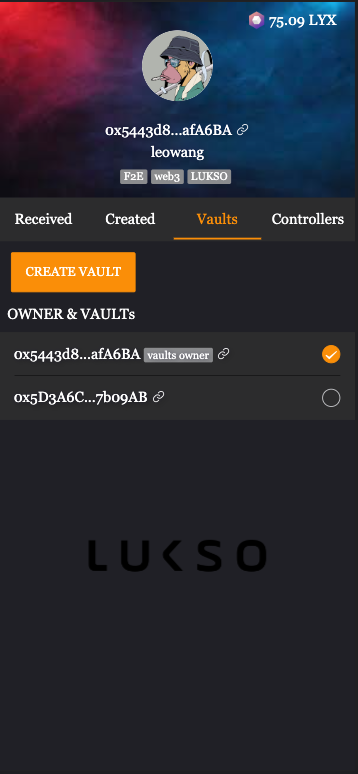 75.09 LYX
0x5443d8...afA6BA
leowang
F2E web3 LUKSO
Received Created Vaults Controllers
CREATE VAULT
OWNER & VAULTs
0x5443d8...afA6BA vaults owner
0x5D3A6C...7b09AB
LUKSO